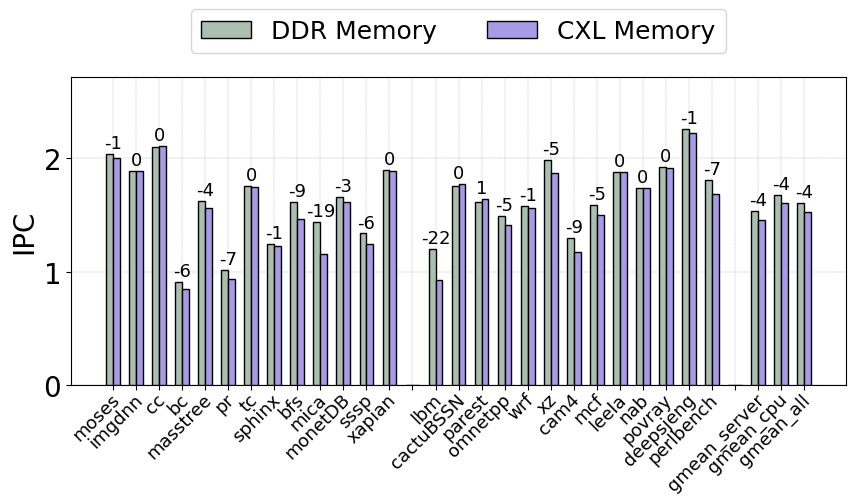 DDR Memory CXL Memory
IPC
2
1
0
-1 0 0 -6 -4 -7 0 -1 -9 -19 -3 -6 0 -22 0 1 -5 -1 -5 -9 -5 0 0 0 -1 -7 -4 -4 -4
moses
imgdnn
cc
bc
masstree
pr
tc
sphinx
bfs
mica
monetDB
sssp
xapian
lbm
cactuBSSN
parest
omnetpp
wrf
xz
cam4
mcf
leela
nab
povray
deepsjeng
perlbench
gmean_server
gmean_cpu
gmean_all